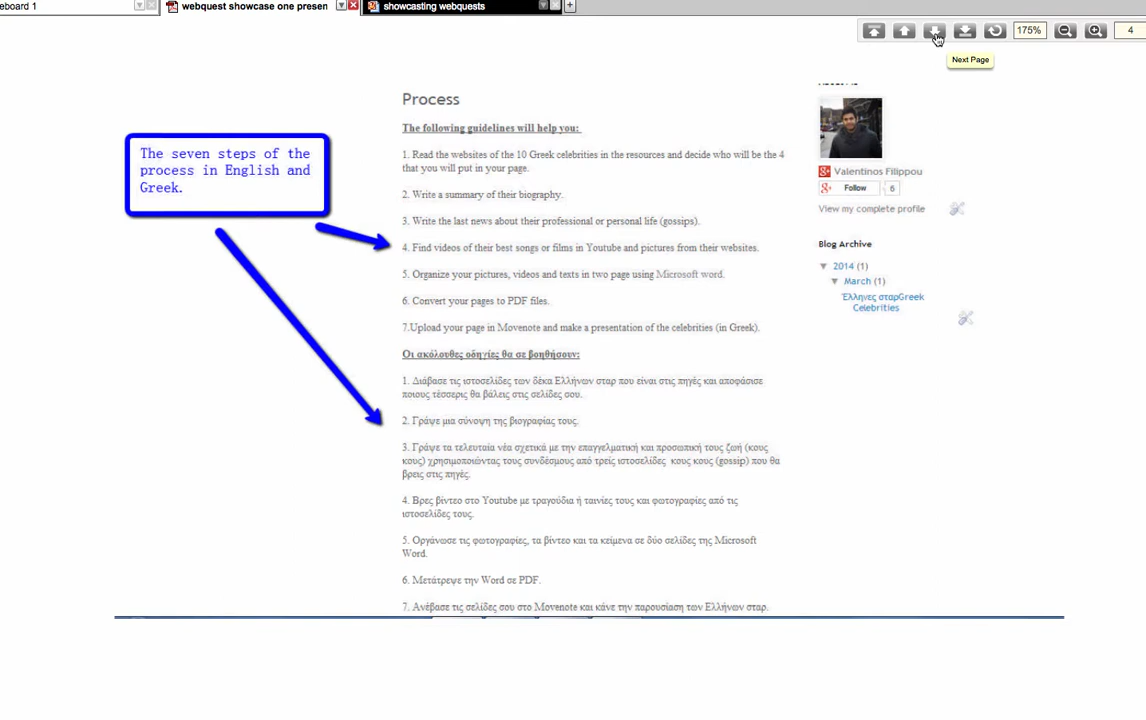 eboard 1
webquest showcase one presen
showcasing webquests
175%
4
Next Page
Process
The following guidelines will help you:
1. Read the websites of the 10 Greek celebrities in the resources and decide who will be the 4
that you will put in your page.
2. Write a summary of their biography.
3. Write the last news about their professional or personal life (gossips).
4. Find videos of their best songs or films in Youtube and pictures from their websites.
5. Organize your pictures, videos and texts in two page using Microsoft word.
6. Convert your pages to PDF files.
7.Upload your page in Movenote and make a presentation of the celebrities (in Greek).
Οι ακόλουθες οδηγίες θα σε βοηθήσουν:
1. Διάβασε τις ιστοσελίδες των δέκα Ελλήνων σταρ που είναι στις πηγές και αποφάσισε
ποιους τέσσερις θα βάλεις στις σελίδες σου.
2. Γράψε μια σύνοψη της βιογραφίας τους.
3. Γράψε τα τελευταία νέα σχετικά με την επαγγελματική και προσωπική τους ζωή (κους
κους) χρησιμοποιώντας τους συνδέσμους από τρείς ιστοσελίδες κους κους (gossip) που θα
βρεις στις πηγές.
4. Βρες βίντεο στο Youtube με τραγούδια ή ταινίες τους και φωτογραφίες από τις
ιστοσελίδες τους.
5. Οργάνωσε τις φωτογραφίες, τα βίντεο και τα κείμενα σε δύο σελίδες της Microsoft
Word.
6. Μετάτρεψε την Word σε PDF.
7. Ανέβασε τις σελίδες σου στο Movenote και κάνε την παρουσίαση των Ελλήνων σταρ.
The seven steps of the
process in English and
Greek.
Valentinos Filippou
Follow
6
View my complete profile
Blog Archive
▼ 2014 (1)
▼ March (1)
Έλληνες σταρGreek
Celebrities